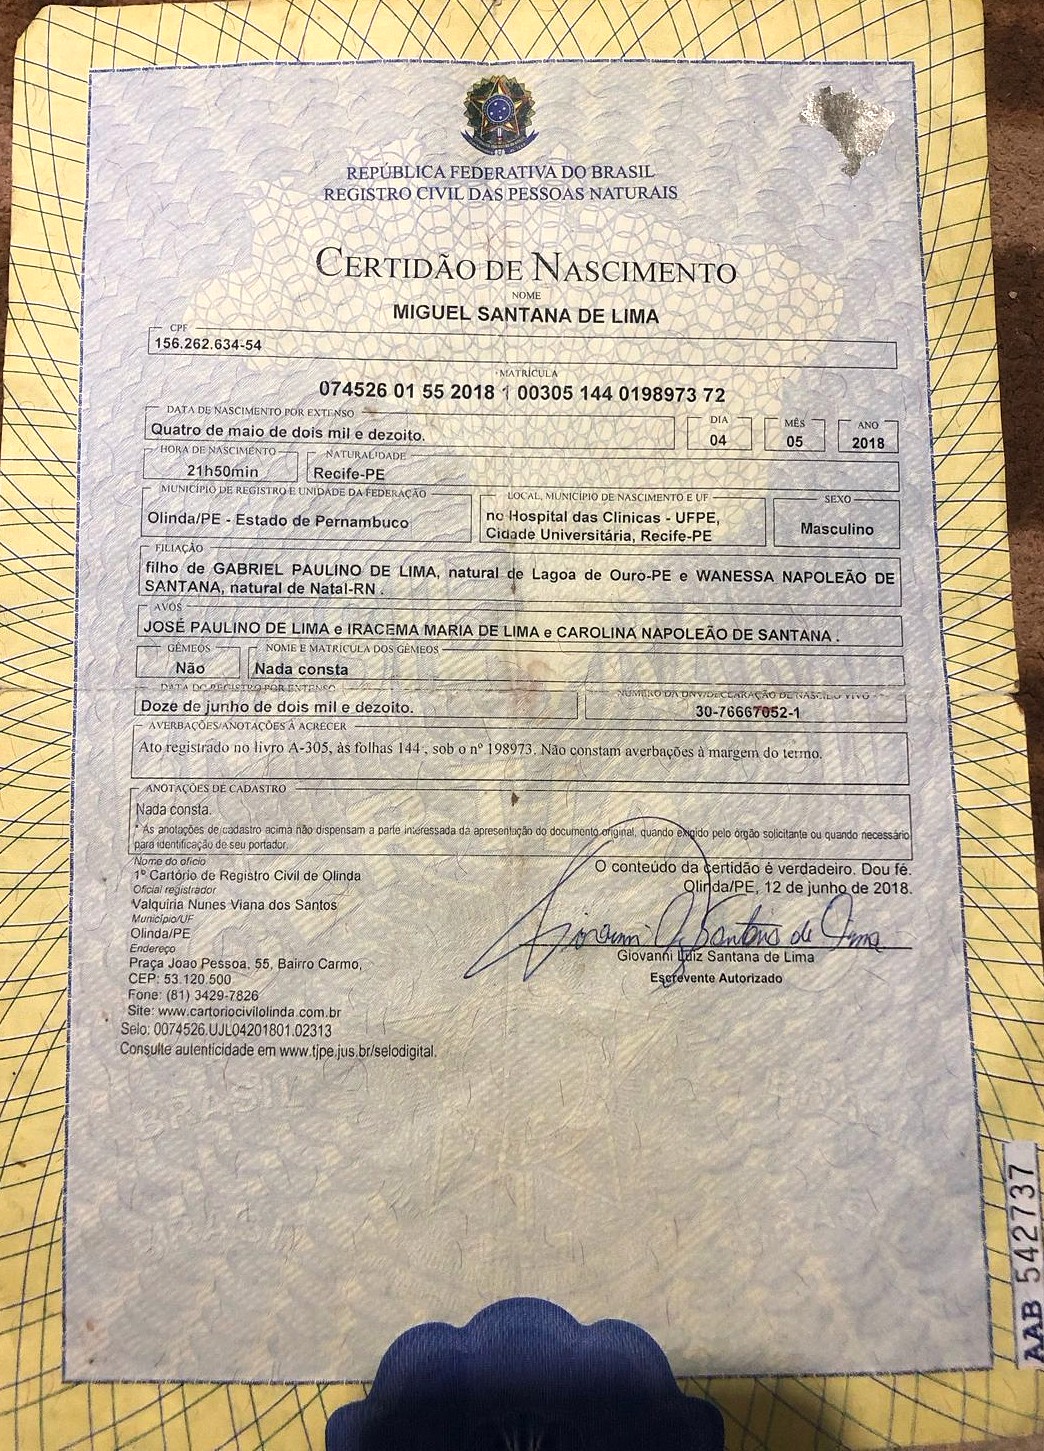 REPÚBLICA FEDERATIVA DO BRASIL
REGISTRO CIVIL DAS PESSOAS NATURAIS
CERTIDÃO DE NASCIMENTO
NOME
MIGUEL SANTANA DE LIMA
CPF
156.262.634-54
MATRÍCULA
074526 01 55 2018 1 00305 144 0198973 72
DATA DE NASCIMENTO POR EXTENSO DIA MÊS ANO
Quatro de maio de dois mil e dezoito. 04 05 2018
HORA DE NASCIMENTO NATURALIDADE
21h50min Recife-PE
MUNICÍPIO DE REGISTRO E UNIDADE DA FEDERAÇÃO
Olinda/PE - Estado de Pernambuco
LOCAL, MUNICÍPIO DE NASCIMENTO E UF
no Hospital das Clinicas - UFPE,
Cidade Universitária, Recife-PE
SEXO
Masculino
FILIAÇÃO
filho de GABRIEL PAULINO DE LIMA, natural de Lagoa de Ouro-PE e WANESSA NAPOLEÃO DE
SANTANA, natural de Natal-RN .
AVÓS
JOSÉ PAULINO DE LIMA e IRACEMA MARIA DE LIMA e CAROLINA NAPOLEÃO DE SANTANA .
GÊMEOS NOME E MATRÍCULA DOS GÊMEOS
Não Nada consta
DATA DO REGISTRO POR EXTENSO NÚMERO DA DNV/DECLARAÇÃO DE NASCIDO VIVO
Doze de junho de dois mil e dezoito. 30-76667052-1
AVERBAÇÕES/ANOTAÇÕES À ACRECER
Ato registrado no livro A-305, às folhas 144 , sob o nº 198973. Não constam averbações à margem do termo.
ANOTAÇÕES DE CADASTRO
Nada consta.
* As anotações de cadastro acima não dispensam a parte interessada da apresentação do documento original, quando exigido pelo órgão solicitante ou quando necessário
para identificação de seu portador.
Nome do ofício
1º Cartório de Registro Civil de Olinda
Oficial registrador
Valquíria Nunes Viana dos Santos
Município/UF
Olinda/PE
Endereço
Praça Joao Pessoa, 55, Bairro Carmo,
CEP: 53.120.500
Fone: (81) 3429-7826
Site: www.cartoriocivilolinda.com.br
Selo: 0074526.UJL04201801.02313
Consulte autenticidade em www.tjpe.jus.br/selodigital.
O conteúdo da certidão é verdadeiro. Dou fé.
Olinda/PE, 12 de junho de 2018.
Giovanni Luiz Santana de Lima
Escrevente Autorizado
AAB 542737